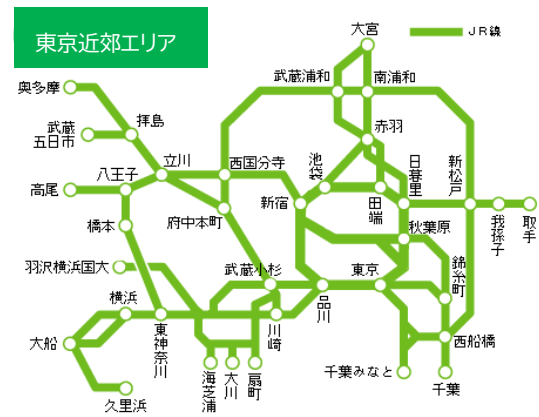 東京近郊エリア
JR線
大宮
武蔵浦和
南浦和
奥多摩
武蔵
五日市
拝島
赤羽
立川
西国分寺
池袋
日暮里
新松戸
八王子
高尾
新宿
田端
府中本町
橋本
秋葉原
我孫子
取手
羽沢横浜国大
武蔵小杉
東京
錦糸町
横浜
品川
大船
東神奈川
川崎
西船橋
海芝浦
大川
扇町
千葉みなと
千葉
久里浜